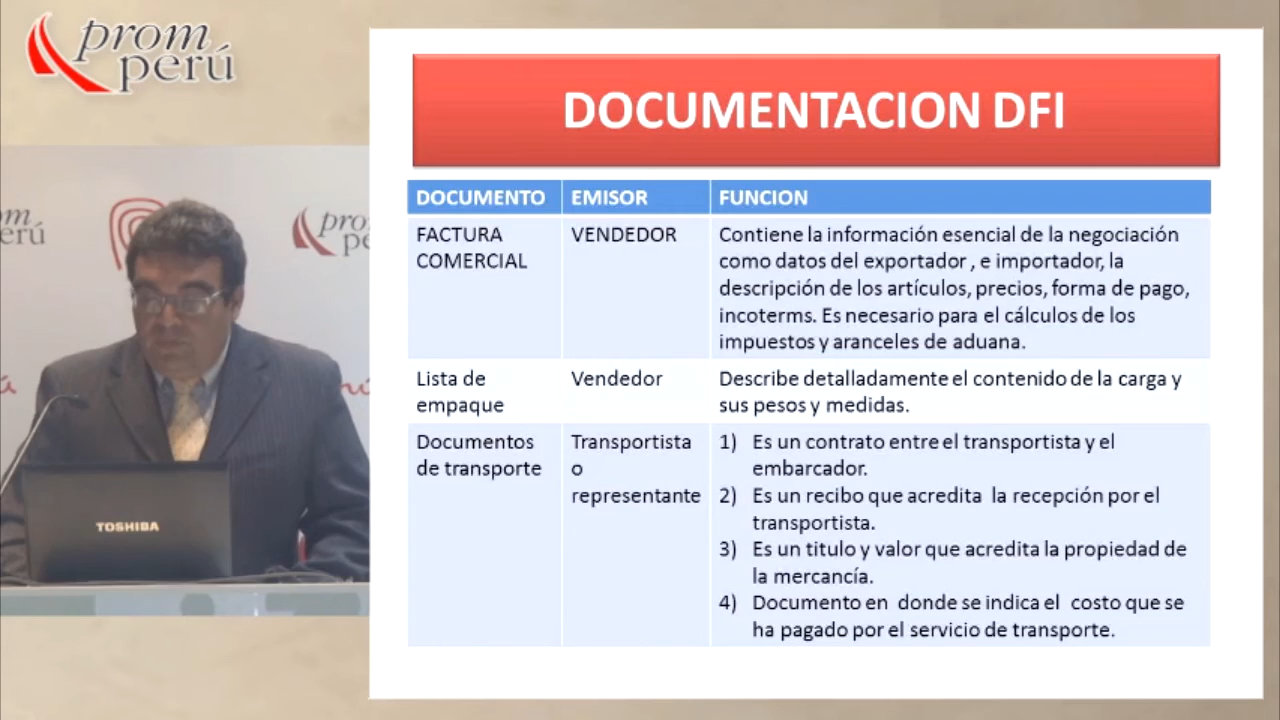 prom
perú
om
erú
pro
pe
ú
TOSHIBA
DOCUMENTACION DFI
DOCUMENTO EMISOR FUNCION
FACTURA
COMERCIAL
VENDEDOR
Contiene la información esencial de la negociación
como datos del exportador , e importador, la
descripción de los artículos, precios, forma de pago,
incoterms. Es necesario para el cálculos de los
impuestos y aranceles de aduana.
Lista de
empaque
Vendedor
Describe detalladamente el contenido de la carga y
sus pesos y medidas.
Documentos
de transporte
Transportista
o
representante
1) Es un contrato entre el transportista y el
embarcador.
2) Es un recibo que acredita la recepción por el
transportista.
3) Es un titulo y valor que acredita la propiedad de
la mercancía.
4) Documento en donde se indica el costo que se
ha pagado por el servicio de transporte.